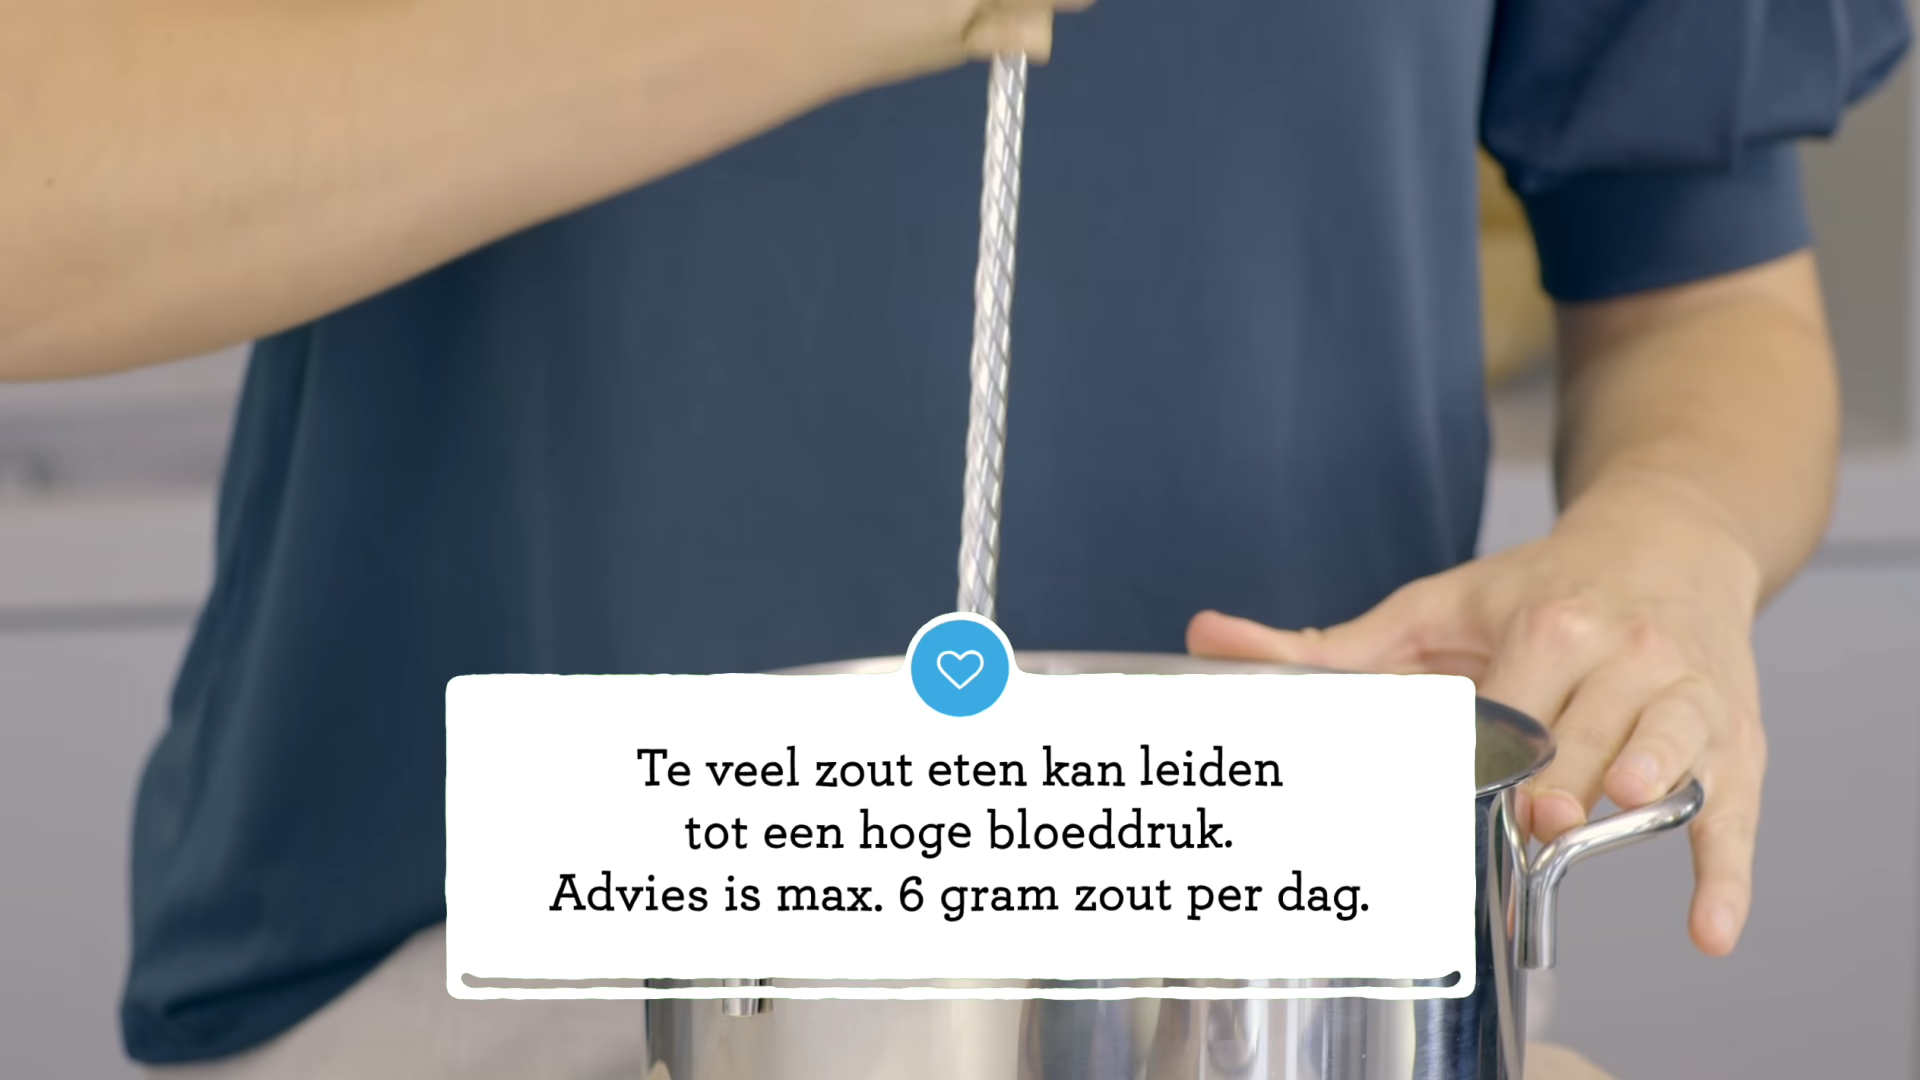 Te veel zout eten kan leiden
tot een hoge bloeddruk.
Advies is max. 6 gram zout per dag.